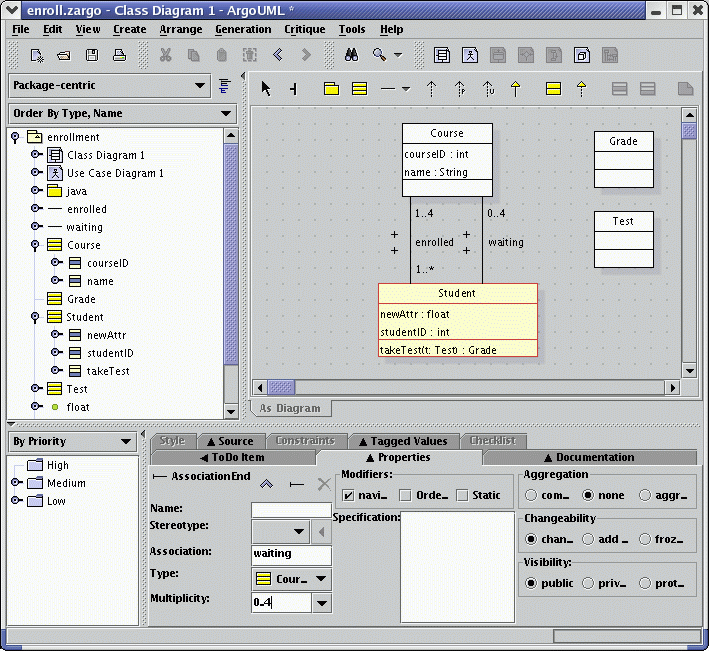 enroll.zargo - Class Diagram 1 - ArgoUML *
File Edit View Create Arrange Generation Critique Tools Help
Package-centric
Order By Type, Name
enrollment
Class Diagram 1
Use Case Diagram 1
java
enrolled
waiting
Course
courseID
name
Grade
Student
newAttr
studentID
takeTest
Test
float
Course
courseID : int
name : String
Grade
Test
1..4
0..4
+
+
enrolled
waiting
+
+
1..*
Student
newAttr : float
studentID : int
takeTest(t: Test) : Grade
As Diagram
By Priority
High
Medium
Low
Style
▲ Source
Constraints
▲ Tagged Values
Checklist
◀ ToDo Item
▲ Properties
▲ Documentation
AssociationEnd
Name:
Stereotype:
Association:
waiting
Type:
Cour...
Multiplicity:
0..4
Modifiers:
navi...
Orde...
Static
Specification:
Aggregation
com...
none
aggr...
Changeability
chan...
add ...
froz...
Visibility:
public
priv...
prot...